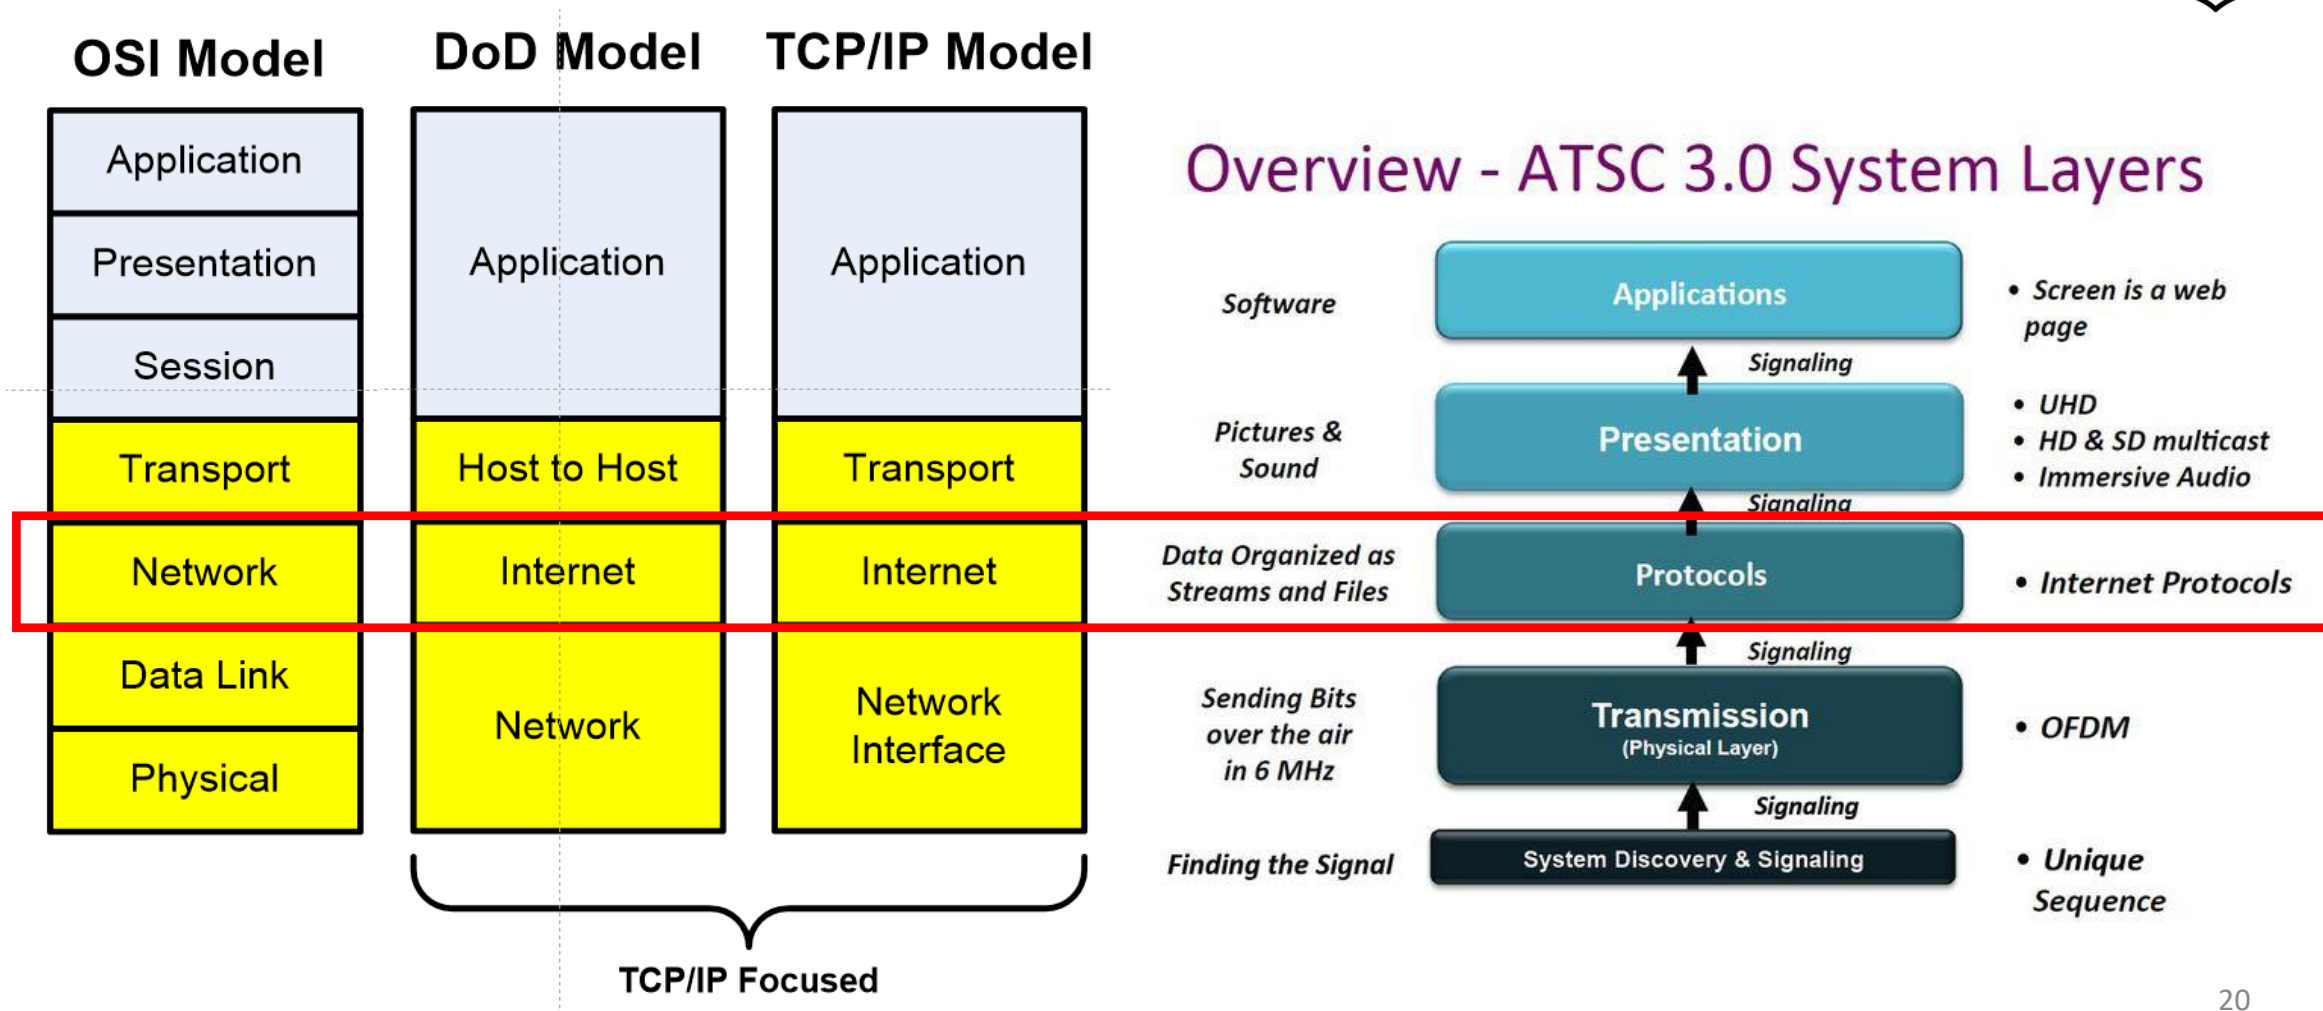 OSI Model
Application
Presentation
Session
Transport
Network
Data Link
Physical
DoD Model
Application
Host to Host
Internet
Network
TCP/IP Model
Application
Transport
Internet
Network
Interface
TCP/IP Focused
Overview - ATSC 3.0 System Layers
Software
Applications
• Screen is a web
page
Signaling
Pictures &
Sound
Presentation
• UHD
• HD & SD multicast
• Immersive Audio
Signaling
Data Organized as
Streams and Files
Protocols
• Internet Protocols
Signaling
Sending Bits
over the air
in 6 MHz
Transmission
(Physical Layer)
• OFDM
Signaling
Finding the Signal
System Discovery & Signaling
• Unique
Sequence
20